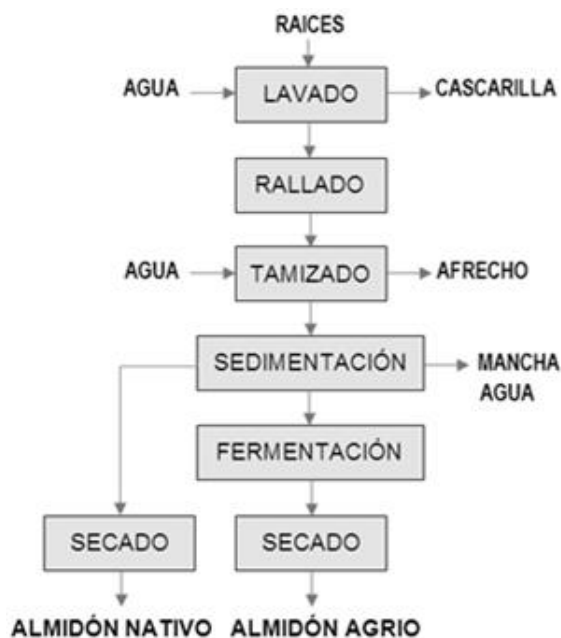 RAICES
AGUA
LAVADO
CASCARILLA
RALLADO
AGUA
TAMIZADO
AFRECHO
SEDIMENTACIÓN
MANCHA
AGUA
FERMENTACIÓN
SECADO
SECADO
ALMIDÓN NATIVO
ALMIDÓN AGRIO